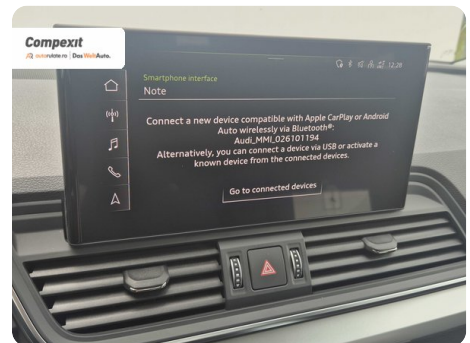 Compexit
autorulate.ro | Das WeltAuto.
12:28
Smartphone interface
Note
Connect a new device compatible with Apple CarPlay or Android
Auto wirelessly via Bluetooth®:
Audi_MMI_026101194
Alternatively, you can connect a device via USB or activate a
known device from the connected devices.
Go to connected devices